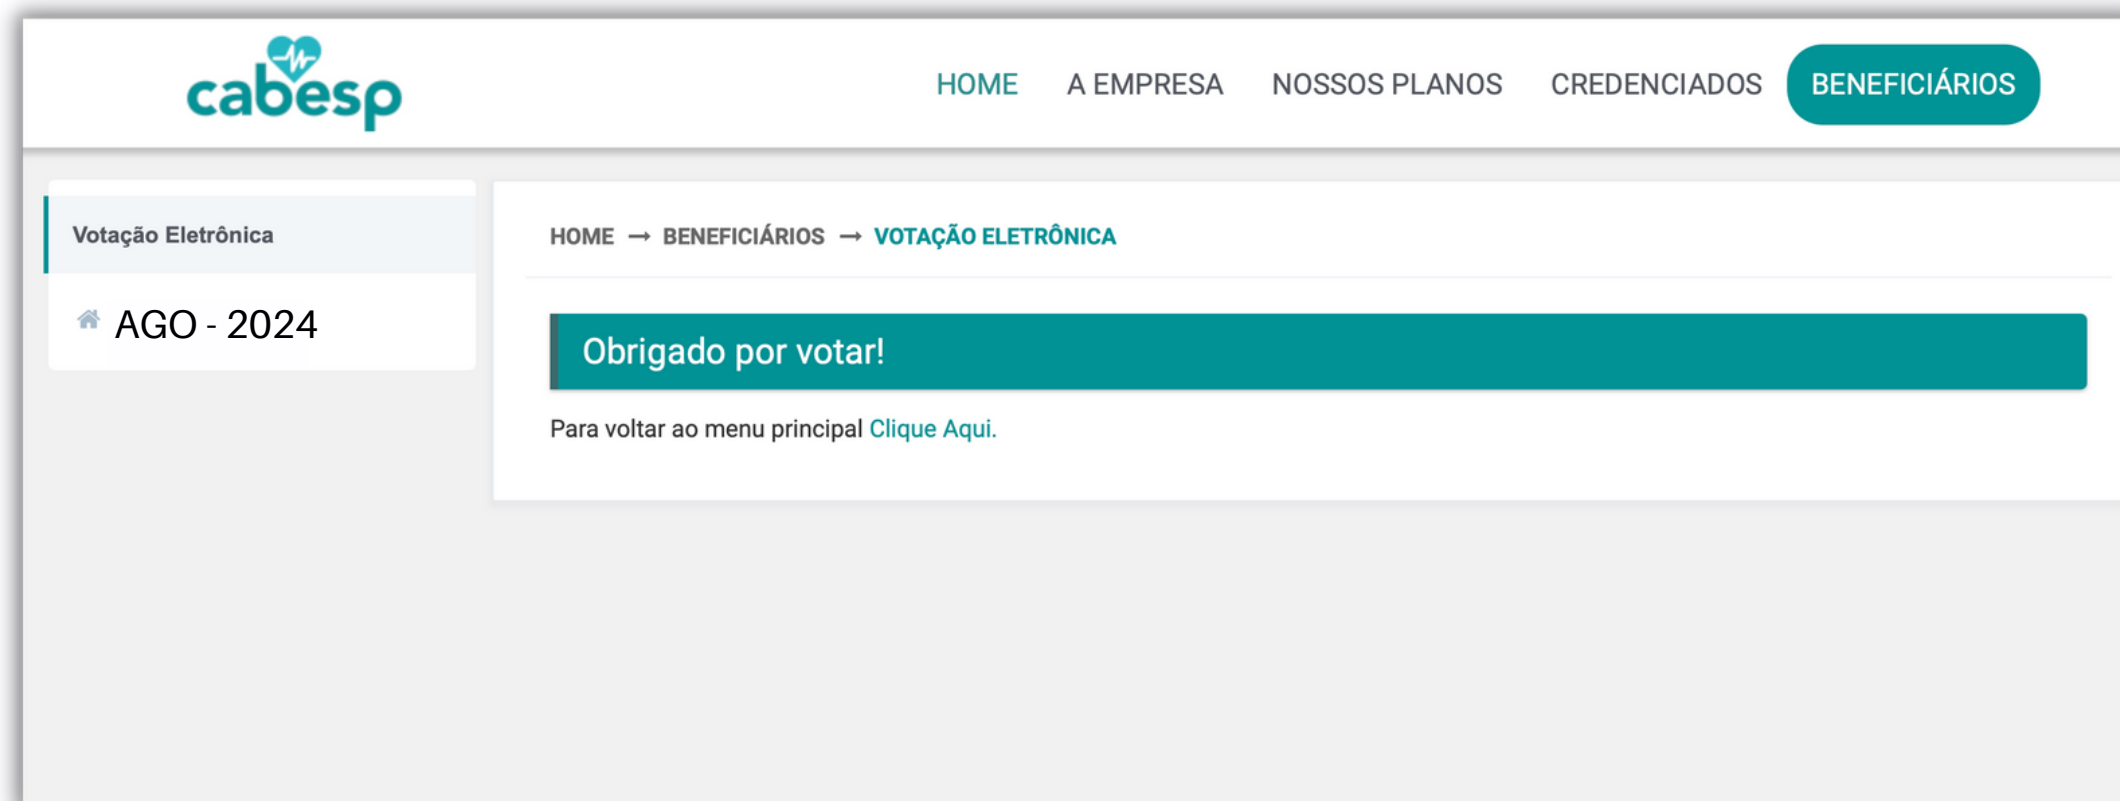 cabesp
HOME A EMPRESA NOSSOS PLANOS CREDENCIADOS BENEFICIÁRIOS
Votação Eletrônica
AGO - 2024
HOME → BENEFICIÁRIOS → VOTAÇÃO ELETRÔNICA
Obrigado por votar!
Para voltar ao menu principal Clique Aqui.